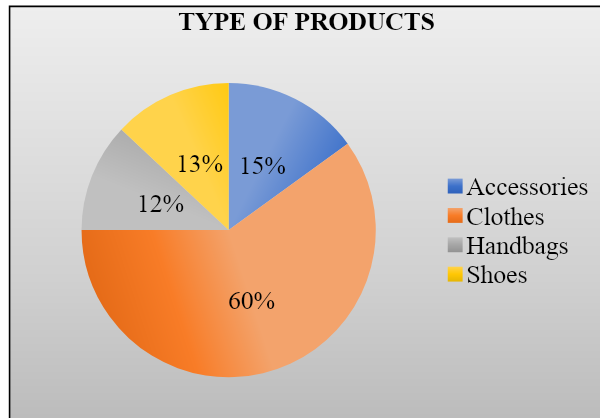 TYPE OF PRODUCTS
13%
15%
12%
60%
Accessories
Clothes
Handbags
Shoes